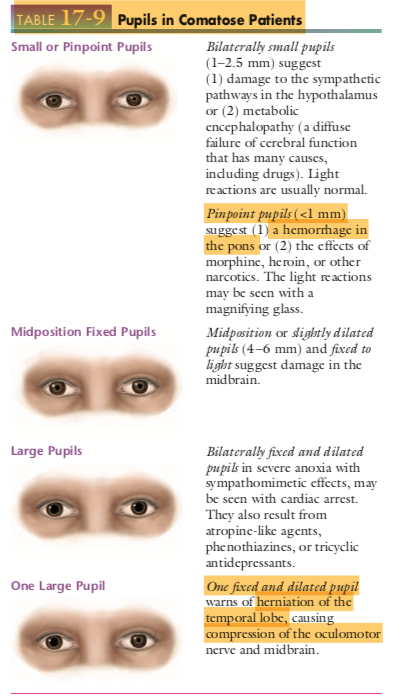 TABLE 17-9 Pupils in Comatose Patients
Small or Pinpoint Pupils
Bilaterally small pupils
(1–2.5 mm) suggest
(1) damage to the sympathetic
pathways in the hypothalamus
or (2) metabolic
encephalopathy (a diffuse
failure of cerebral function
that has many causes,
including drugs). Light
reactions are usually normal.
Pinpoint pupils (<1 mm)
suggest (1) a hemorrhage in
the pons or (2) the effects of
morphine, heroin, or other
narcotics. The light reactions
may be seen with a
magnifying glass.
Midposition Fixed Pupils
Midposition or slightly dilated
pupils (4–6 mm) and fixed to
light suggest damage in the
midbrain.
Large Pupils
Bilaterally fixed and dilated
pupils in severe anoxia with
sympathomimetic effects, may
be seen with cardiac arrest.
They also result from
atropine-like agents,
phenothiazines, or tricyclic
antidepressants.
One Large Pupil
One fixed and dilated pupil
warns of herniation of the
temporal lobe, causing
compression of the oculomotor
nerve and midbrain.